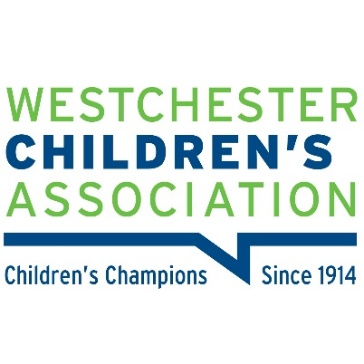 WESTCHESTER
CHILDREN'S
ASSOCIATION
Children's Champions Since 1914